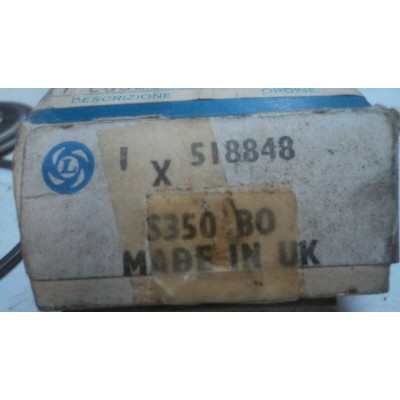 DESCRIZIONE ORDINE
L
1 X 518848
S350 BO
MADE IN UK